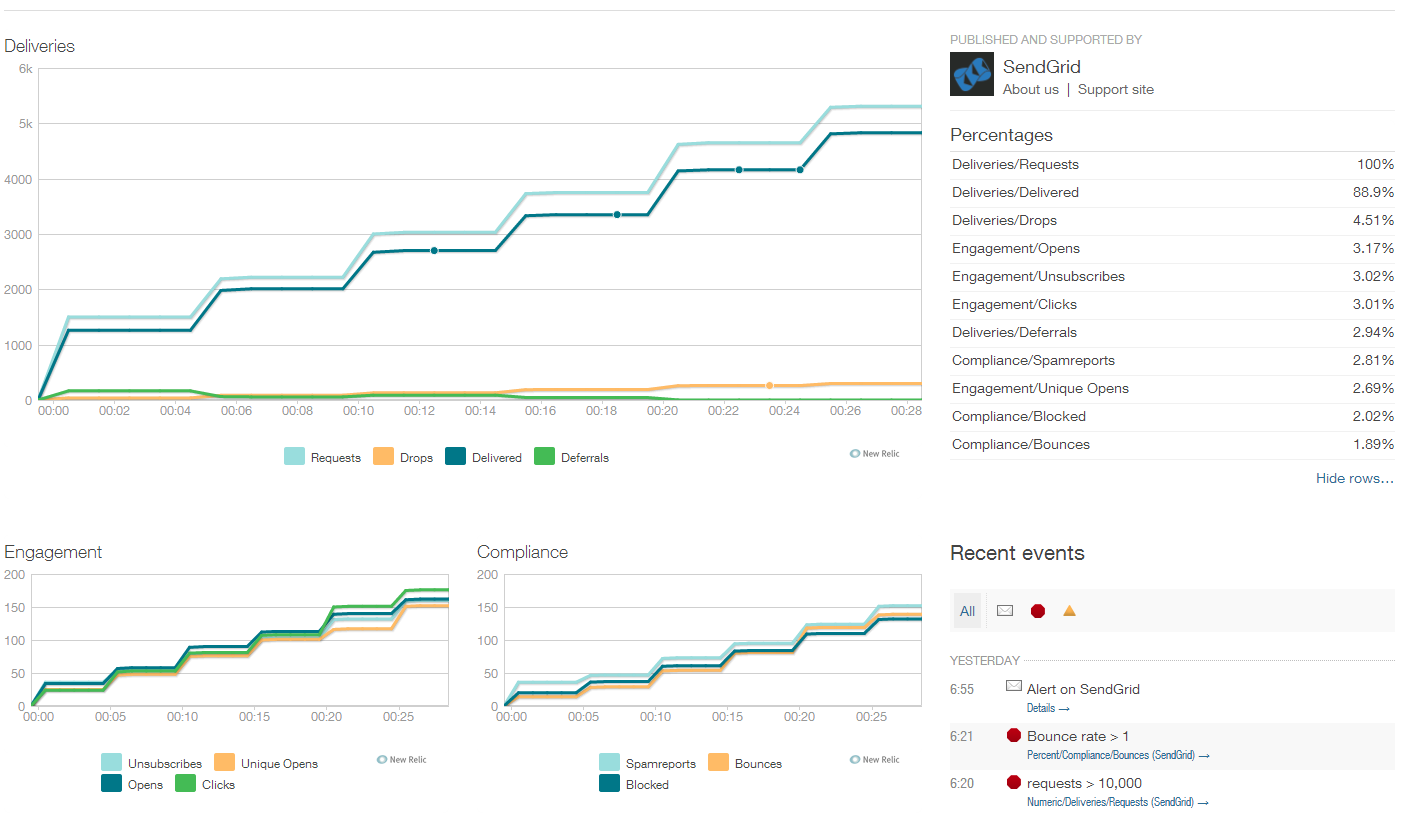 Deliveries
6k
5k
4000
3000
2000
1000
0
00:00 00:02 00:04 00:06 00:08 00:10 00:12 00:14 00:16 00:18 00:20 00:22 00:24 00:26 00:28
Requests Drops Delivered Deferrals
New Relic
PUBLISHED AND SUPPORTED BY
SendGrid
About us | Support site
Percentages
Deliveries/Requests 100%
Deliveries/Delivered 88.9%
Deliveries/Drops 4.51%
Engagement/Opens 3.17%
Engagement/Unsubscribes 3.02%
Engagement/Clicks 3.01%
Deliveries/Deferrals 2.94%
Compliance/Spamreports 2.81%
Engagement/Unique Opens 2.69%
Compliance/Blocked 2.02%
Compliance/Bounces 1.89%
Hide rows…
Engagement
200
150
100
50
0
00:00 00:05 00:10 00:15 00:20 00:25
Unsubscribes Unique Opens
Opens Clicks
New Relic
Compliance
200
150
100
50
0
00:00 00:05 00:10 00:15 00:20 00:25
Spamreports Bounces
Blocked
New Relic
Recent events
All
YESTERDAY
6:55 Alert on SendGrid
Details →
6:21 Bounce rate > 1
Percent/Compliance/Bounces (SendGrid) →
6:20 requests > 10,000
Numeric/Deliveries/Requests (SendGrid) →